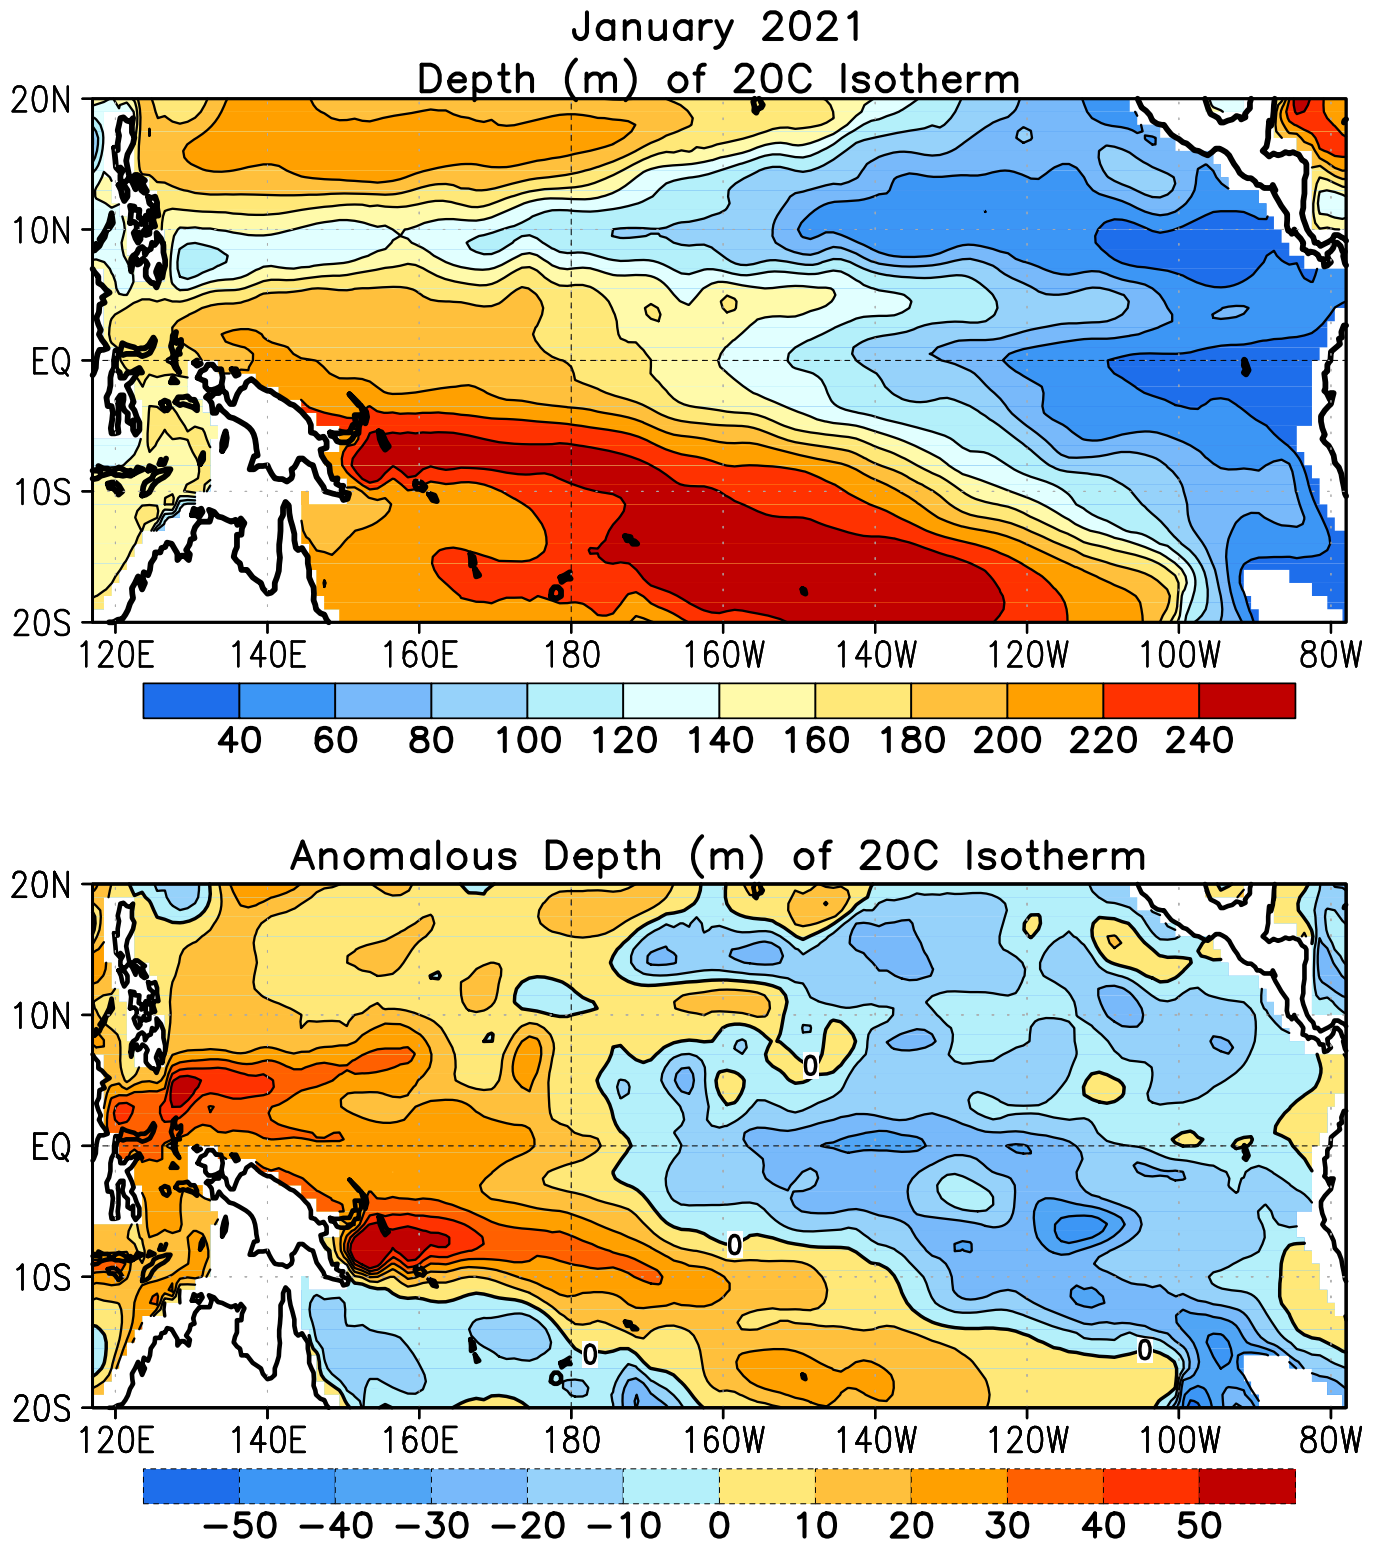 January 2021
Depth (m) of 20C Isotherm
20N
10N
EQ
10S
20S
120E 140E 160E 180 160W 140W 120W 100W 80W
40 60 80 100 120 140 160 180 200 220 240
Anomalous Depth (m) of 20C Isotherm
20N
10N
0
EQ
0
10S
0 0
20S
120E 140E 160E 180 160W 140W 120W 100W 80W
−50 −40 −30 −20 −10 0 10 20 30 40 50